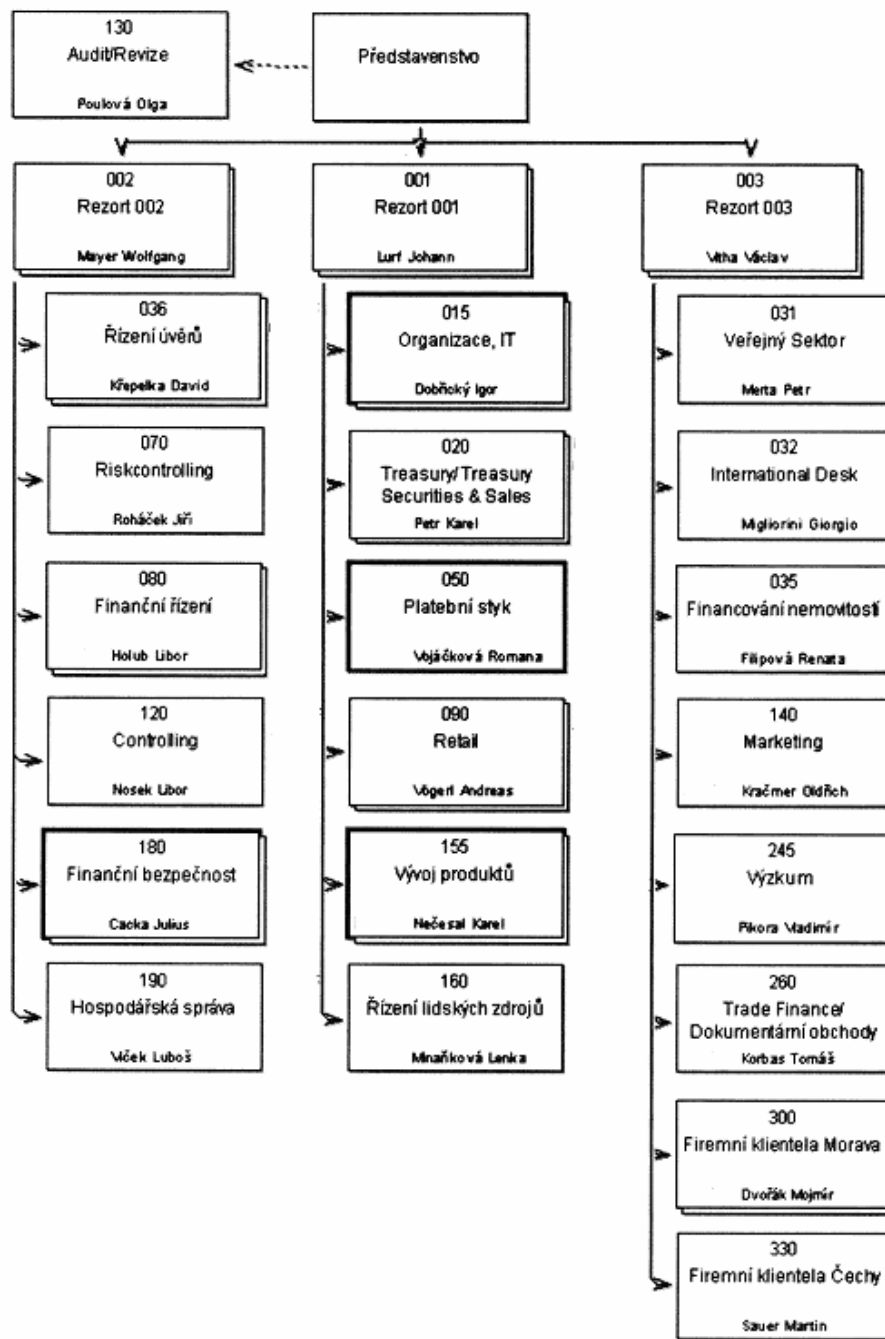 130
Audit/Revize
Poulová Olga
Představenstvo
002
Rezort 002
Mayer Wolfgang
001
Rezort 001
Lurf Johann
003
Rezort 003
Vitha Václav
036
Řízení úvěrů
Křepelka David
070
Riskcontrolling
Roháček Jiří
080
Finanční řízení
Holub Libor
120
Controlling
Nosek Libor
180
Finanční bezpečnost
Cacka Julius
190
Hospodářská správa
Vlček Luboš
015
Organizace, IT
Dobřický Igor
020
Treasury/Treasury
Securities & Sales
Petr Karel
050
Platební styk
Vojáčková Romana
090
Retail
Vögerl Andreas
155
Vývoj produktů
Nečesal Karel
160
Řízení lidských zdrojů
Minaříková Lenka
031
Veřejný Sektor
Merta Petr
032
International Desk
Migliorini Giorgio
035
Financování nemovitostí
Filipová Renata
140
Marketing
Kračmer Oldřich
245
Výzkum
Pikora Vladimír
260
Trade Finance/
Dokumentární obchody
Korbas Tomáš
300
Firemní klientela Morava
Dvořák Mojmír
330
Firemní klientela Čechy
Sauer Martin